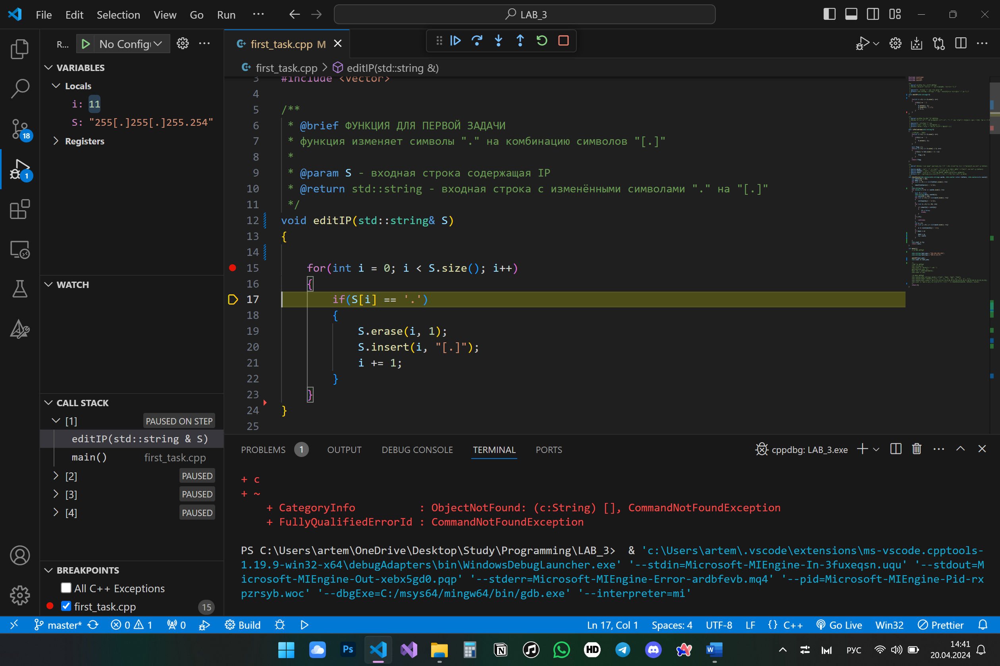 File Edit Selection View Go Run ··· LAB_3
R... No Config
first_task.cpp M
first_task.cpp > editIP(std::string &)
VARIABLES
Locals
i: 11
S: "255[.]255[.]255.254"
Registers
WATCH
CALL STACK
[1] PAUSED ON STEP
editIP(std::string & S)
main() first_task.cpp
[2] PAUSED
[3] PAUSED
[4] PAUSED
BREAKPOINTS
All C++ Exceptions
first_task.cpp 15
3 #include <vector>
4
5 /**
6 * @brief ФУНКЦИЯ ДЛЯ ПЕРВОЙ ЗАДАЧИ
7 * функция изменяет символы "." на комбинацию символов "[.]"
8 *
9 * @param S - входная строка содержащая IP
10 * @return std::string - входная строка с изменёнными символами "." на "[.]"
11 */
12 void editIP(std::string& S)
13 {
14
15 for(int i = 0; i < S.size(); i++)
16 {
17 if(S[i] == '.')
18 {
19 S.erase(i, 1);
20 S.insert(i, "[.]");
21 i += 1;
22 }
23 }
24 }
25
PROBLEMS 1 OUTPUT DEBUG CONSOLE TERMINAL PORTS cppdbg: LAB_3.exe
+ c
+ ~
+ CategoryInfo : ObjectNotFound: (c:String) [], CommandNotFoundException
+ FullyQualifiedErrorId : CommandNotFoundException
PS C:\Users\artem\OneDrive\Desktop\Study\Programming\LAB_3> & 'c:\Users\artem\.vscode\extensions\ms-vscode.cpptools-
1.19.9-win32-x64\debugAdapters\bin\WindowsDebugLauncher.exe' '--stdin=Microsoft-MIEngine-In-3fuxeqsn.uqu' '--stdout=M
icrosoft-MIEngine-Out-xebx5gd0.pqp' '--stderr=Microsoft-MIEngine-Error-ardbfevb.mq4' '--pid=Microsoft-MIEngine-Pid-rx
pzrsyb.woc' '--dbgExe=C:/msys64/mingw64/bin/gdb.exe' '--interpreter=mi'
18
1
master* 0 1 0 Build Ln 17, Col 1 Spaces: 4 UTF-8 LF {} C++ Go Live Win32 Prettier
Ps HD W РУС 14:41
20.04.2024